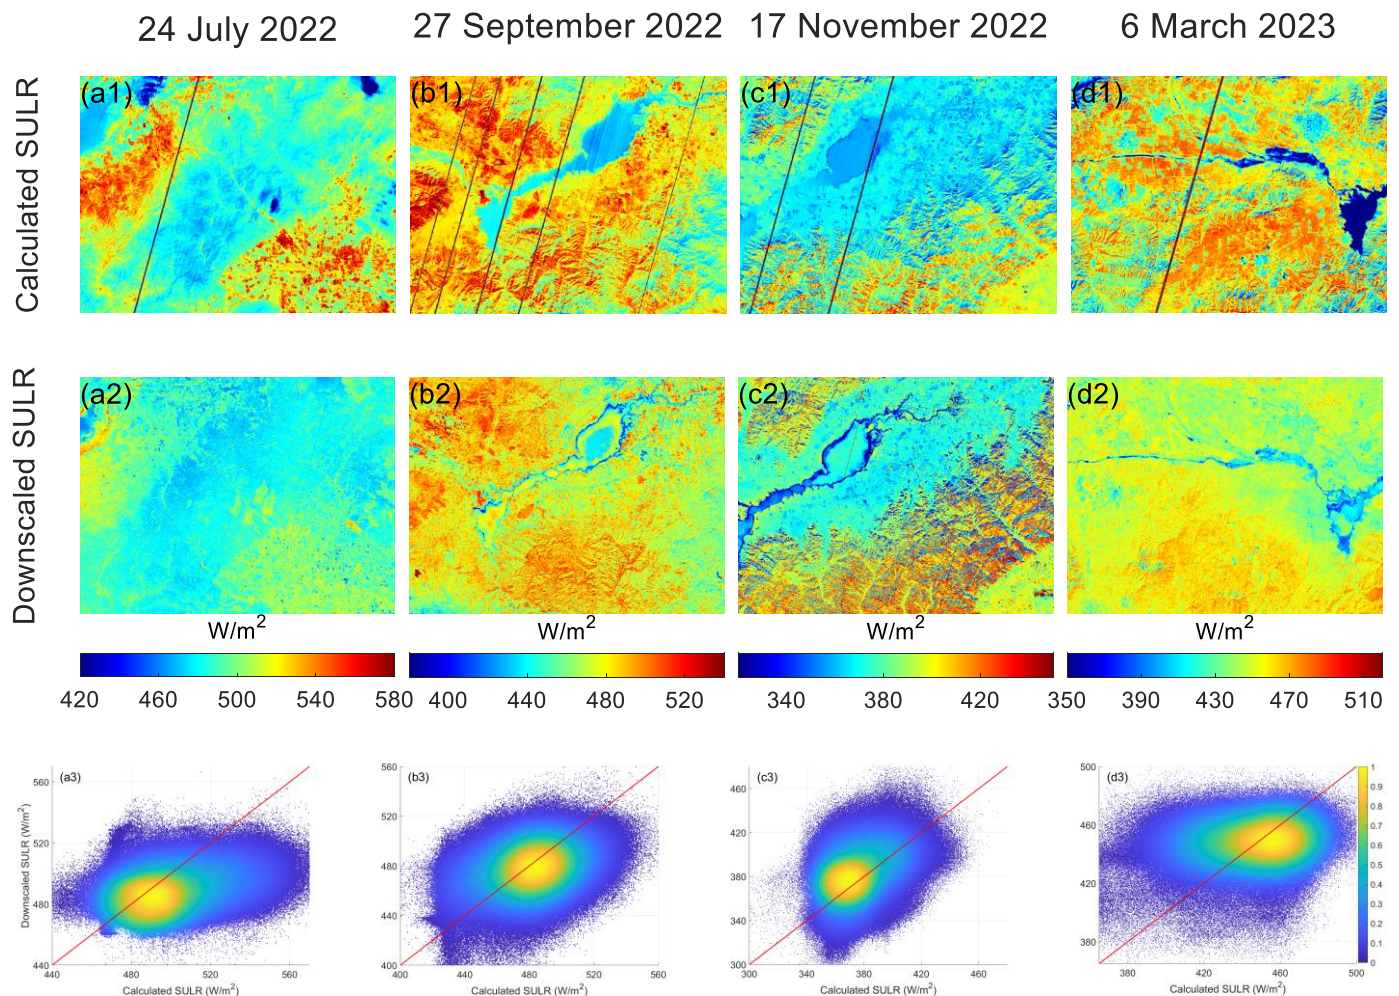 24 July 2022 27 September 2022 17 November 2022 6 March 2023
Calculated SULR
(a1) (b1) (c1) (d1)
Downscaled SULR
(a2) (b2) (c2) (d2)
W/m² W/m² W/m² W/m²
420 460 500 540 580 400 440 480 520 340 380 420 350 390 430 470 510
(a3)
Downscaled SULR (W/m²)
560
520
480
440
440 480 520 560
Calculated SULR (W/m²)
(b3)
560
520
480
440
400
400 440 480 520 560
Calculated SULR (W/m²)
(c3)
460
420
380
340
300
300 340 380 420 460
Calculated SULR (W/m²)
(d3)
500
460
420
380
380 420 460 500
Calculated SULR (W/m²)
1
0.9
0.8
0.7
0.6
0.5
0.4
0.3
0.2
0.1
0